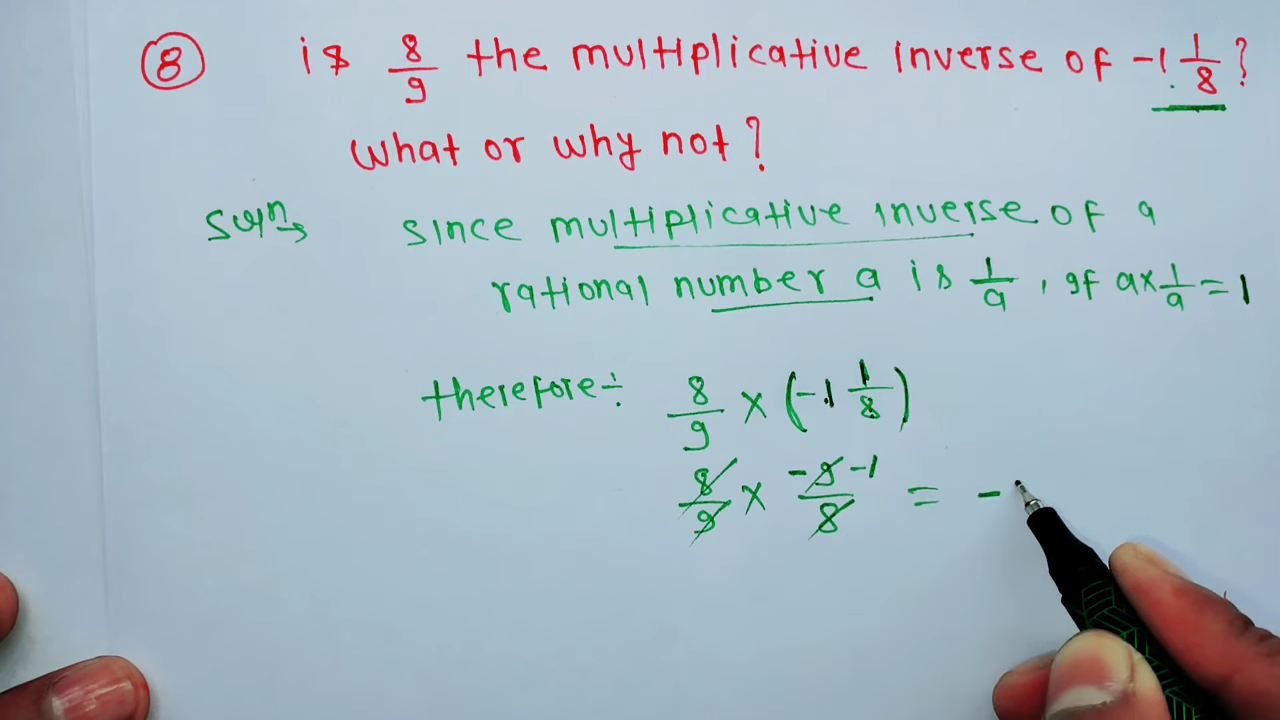 ⑧ is 8/9 the multiplicative inverse of -1 1/8?
What or why not?
Solⁿ→ since multiplicative inverse of a
rational number a is 1/a, if a×1/a=1
therefore÷ 8/9 × (-1 1/8)
8/9 × -9/8 -1 = -